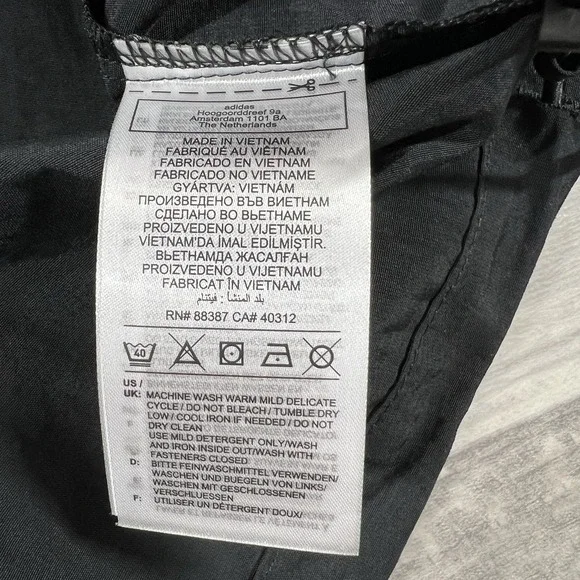 adidas
Hoogoorddreef 9a
Amsterdam 1101 BA
The Netherlands
MADE IN VIETNAM
FABRIQUÉ AU VIÊTNAM
FABRICADO EN VIETNAM
FABRICADO NO VIETNAME
GYÁRTVA: VIETNÁM
ПРОИЗВЕДЕНО ВЪВ ВИЕТНАМ
СДЕЛАНО ВО ВЬЕТНАМЕ
PROIZVEDENO U VIJETNAMU
VİETNAM'DA İMAL EDİLMİŞTİR.
ВЬЕТНАМДА ЖАСАЛҒАН
PROIZVEDENO U VIJETNAMU
FABRICAT ÎN VIETNAM
بلد المنشأ : فيتنام
RN# 88387 CA# 40312
40
US /
UK: MACHINE WASH WARM MILD DELICATE
CYCLE / DO NOT BLEACH / TUMBLE DRY
LOW / COOL IRON IF NEEDED / DO NOT
DRY CLEAN
USE MILD DETERGENT ONLY/WASH
AND IRON INSIDE OUT/WASH WITH
FASTENERS CLOSED
D: BITTE FEINWASCHMITTEL VERWENDEN/
WASCHEN UND BUEGELN VON LINKS/
WASCHEN MIT GESCHLOSSENEN
VERSCHLUESSEN
F: UTILISER UN DÉTERGENT DOUX/